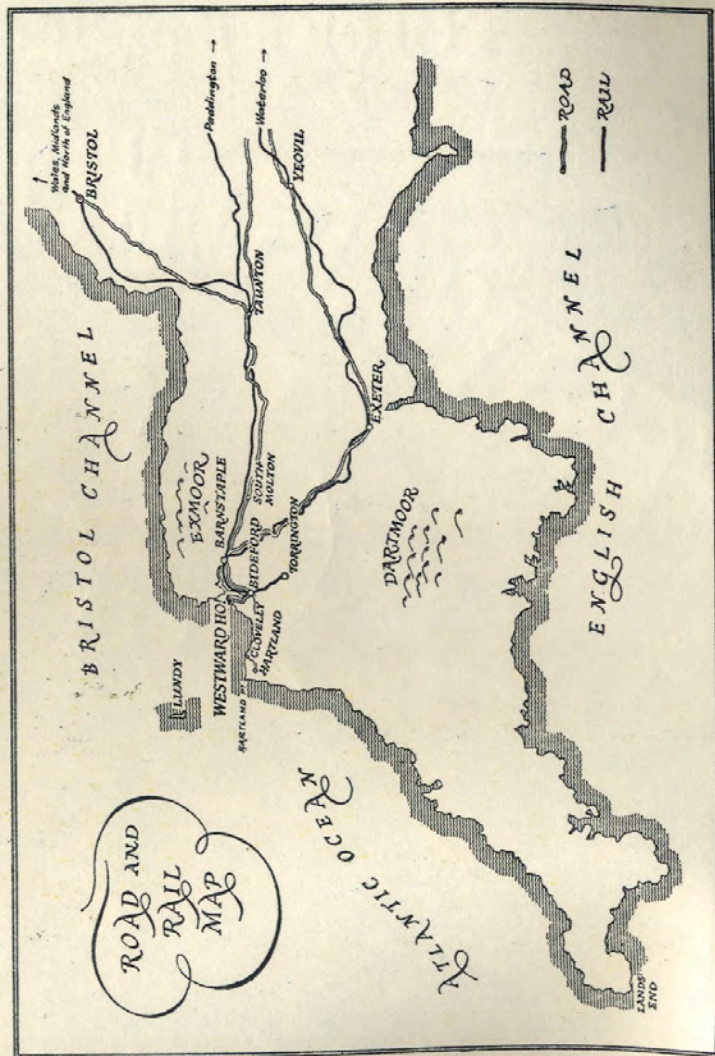 ROAD AND
RAIL
MAP
BRISTOL CHANNEL
Wales, Midlands
and North of England
BRISTOL
LUNDY
EXMOOR
Paddington →
Waterloo →
WESTWARD HO!
BARNSTAPLE
TAUNTON
HARTLAND PT
CLOVELLY
HARTLAND
BIDEFORD
SOUTH
MOLTON
TORRINGTON
YEOVIL
ATLANTIC OCEAN
DARTMOOR
EXETER
ROAD
RAIL
ENGLISH CHANNEL
LANDS
END